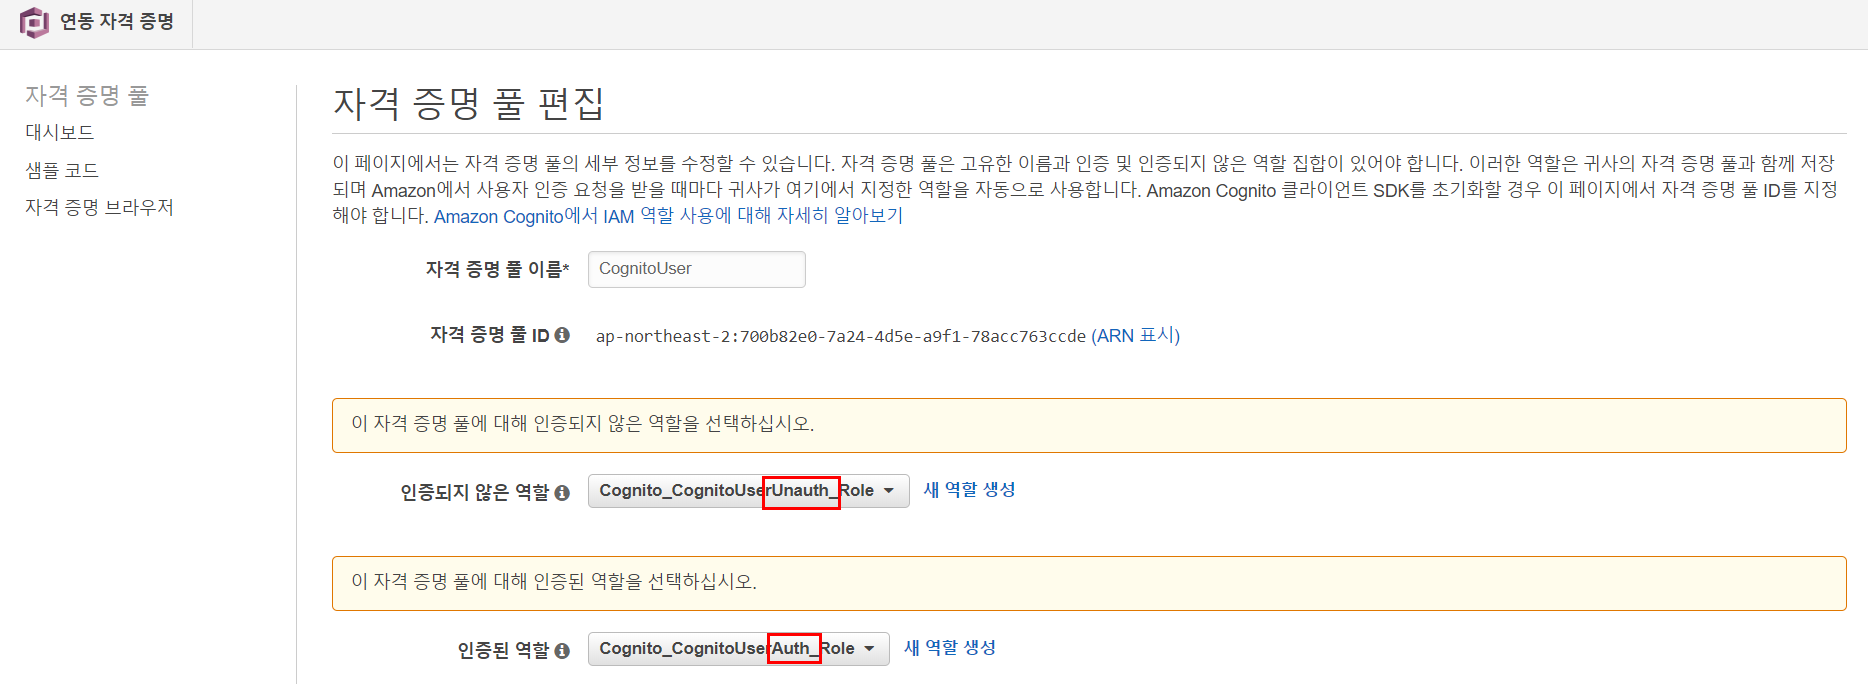 연동 자격 증명
자격 증명 풀
대시보드
샘플 코드
자격 증명 브라우저
자격 증명 풀 편집
이 페이지에서는 자격 증명 풀의 세부 정보를 수정할 수 있습니다. 자격 증명 풀은 고유한 이름과 인증 및 인증되지 않은 역할 집합이 있어야 합니다. 이러한 역할은 귀사의 자격 증명 풀과 함께 저장
되며 Amazon에서 사용자 인증 요청을 받을 때마다 귀사가 여기에서 지정한 역할을 자동으로 사용합니다. Amazon Cognito 클라이언트 SDK를 초기화할 경우 이 페이지에서 자격 증명 풀 ID를 지정
해야 합니다. Amazon Cognito에서 IAM 역할 사용에 대해 자세히 알아보기
자격 증명 풀 이름* CognitoUser
자격 증명 풀 ID ap-northeast-2:700b82e0-7a24-4d5e-a9f1-78acc763ccde (ARN 표시)
이 자격 증명 풀에 대해 인증되지 않은 역할을 선택하십시오.
인증되지 않은 역할 Cognito_CognitoUserUnauth_Role 새 역할 생성
이 자격 증명 풀에 대해 인증된 역할을 선택하십시오.
인증된 역할 Cognito_CognitoUserAuth_Role 새 역할 생성